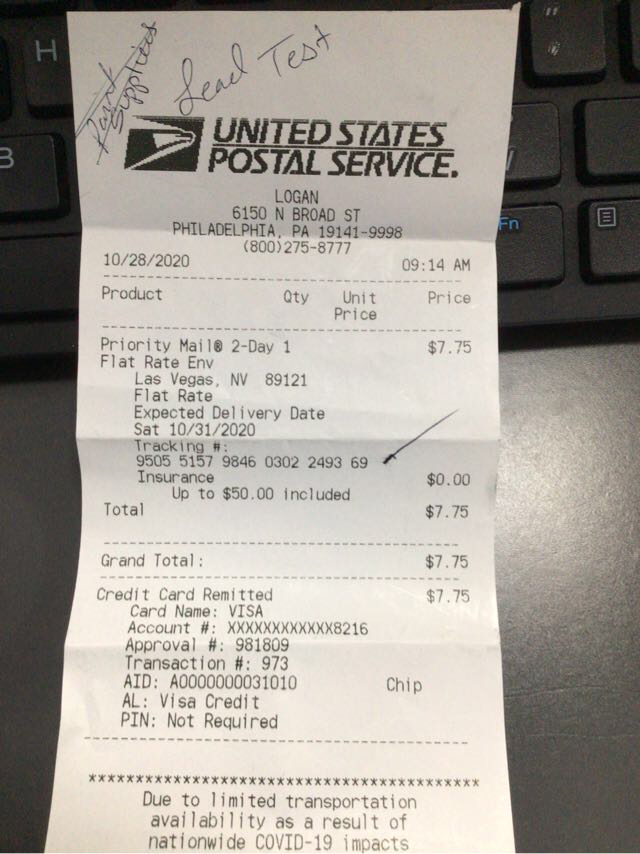 Paint
Supplies
Lead Test
UNITED STATES
POSTAL SERVICE.
LOGAN
6150 N BROAD ST
PHILADELPHIA, PA 19141-9998
(800)275-8777
10/28/2020 09:14 AM
Product Qty Unit Price
Price
Priority Mail® 2-Day 1 $7.75
Flat Rate Env
Las Vegas, NV 89121
Flat Rate
Expected Delivery Date
Sat 10/31/2020
Tracking #:
9505 5157 9846 0302 2493 69
Insurance $0.00
Up to $50.00 included
Total $7.75
Grand Total: $7.75
Credit Card Remitted $7.75
Card Name: VISA
Account #: XXXXXXXXXXXX8216
Approval #: 981809
Transaction #: 973
AID: A0000000031010 Chip
AL: Visa Credit
PIN: Not Required
******************************************
Due to limited transportation
availability as a result of
nationwide COVID-19 impacts
H
B
Fn